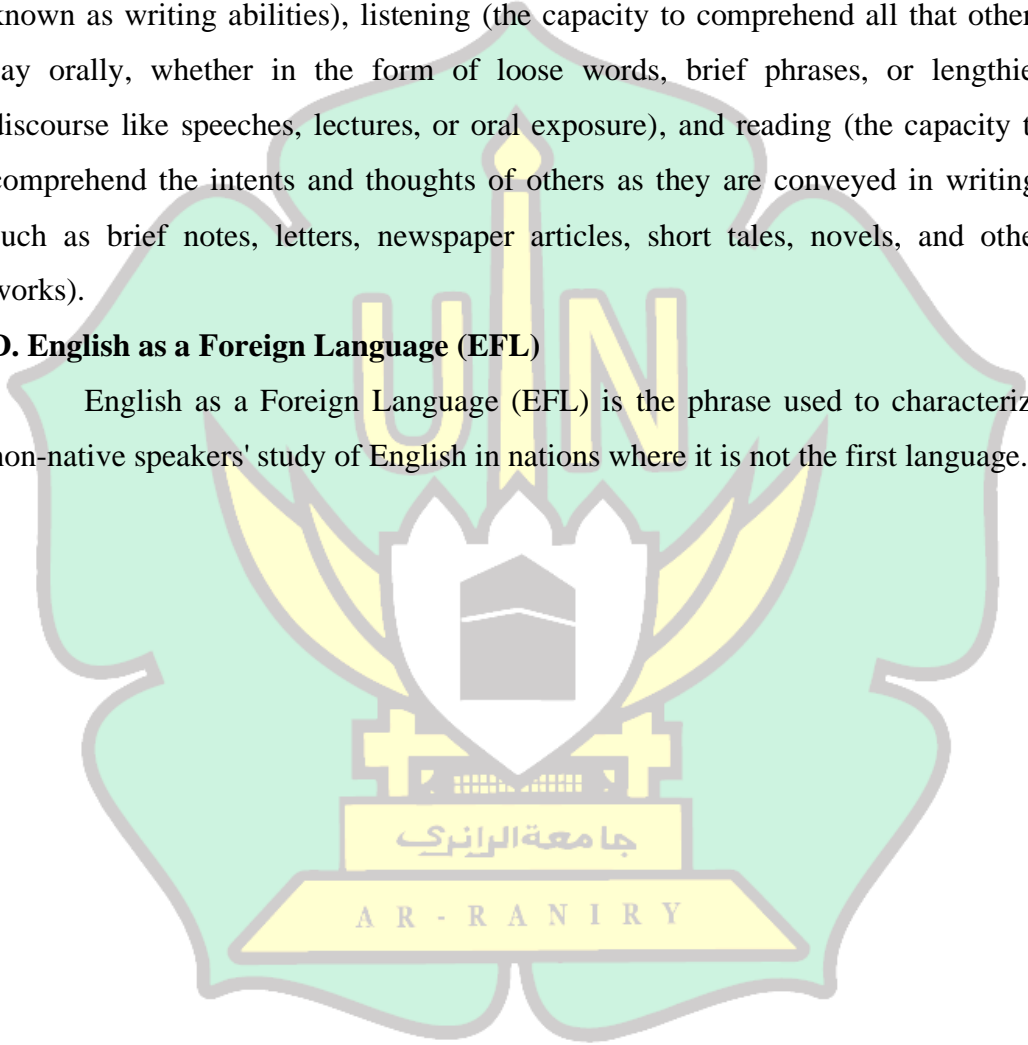 known as writing abilities), listening (the capacity to comprehend all that other
ay orally, whether in the form of loose words, brief phrases, or lengthie
discourse like speeches, lectures, or oral exposure), and reading (the capacity t
comprehend the intents and thoughts of others as they are conveyed in writing
uch as brief notes, letters, newspaper articles, short tales, novels, and othe
works).
D. English as a Foreign Language (EFL)
English as a Foreign Language (EFL) is the phrase used to characteriz
non-native speakers' study of English in nations where it is not the first language.
UIN
جامعة الرانرك
AR-RANIRY